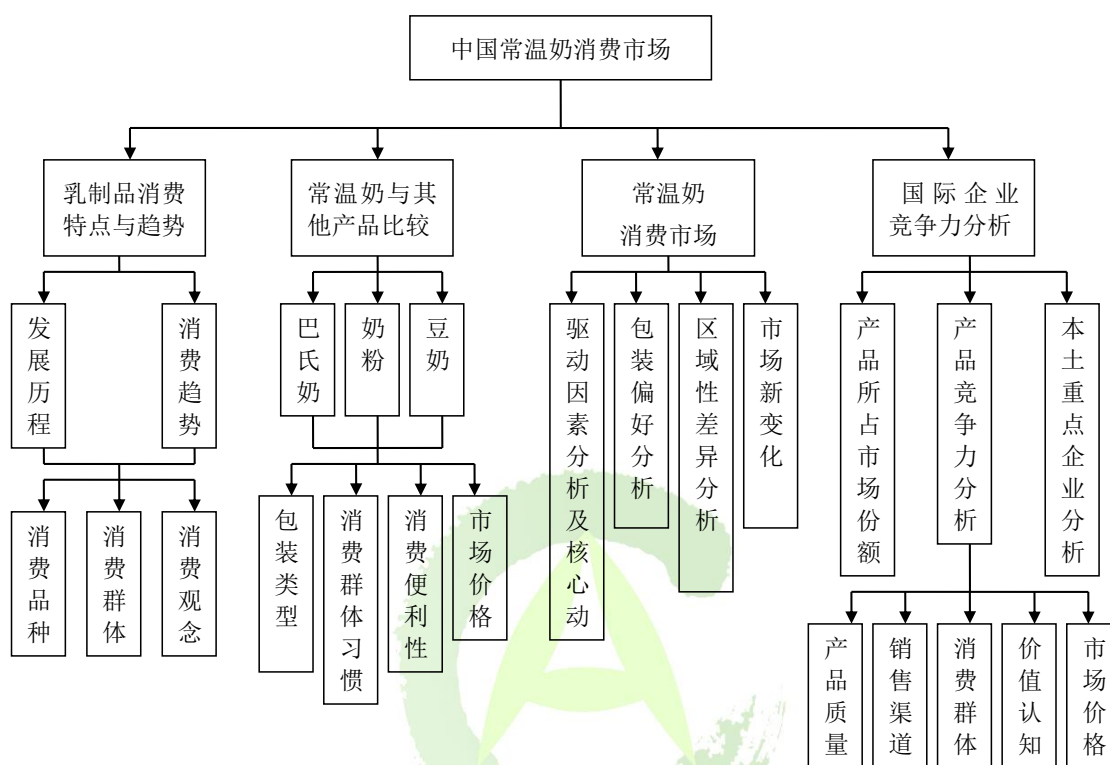 中国常温奶消费市场
乳制品消费
特点与趋势
常温奶与其
他产品比较
常温奶
消费市场
国际企业
竞争力分析
发展历程
消费趋势
巴氏奶
奶粉
豆奶
驱动因素分析及核心动
包装偏好分析
区域性差异分析
市场新变化
产品所占市场份额
产品竞争力分析
本土重点企业分析
消费品种
消费群体
消费观念
包装类型
消费群体习惯
消费便利性
市场价格
产品质量
销售渠道
消费群体
价值认知
市场价格